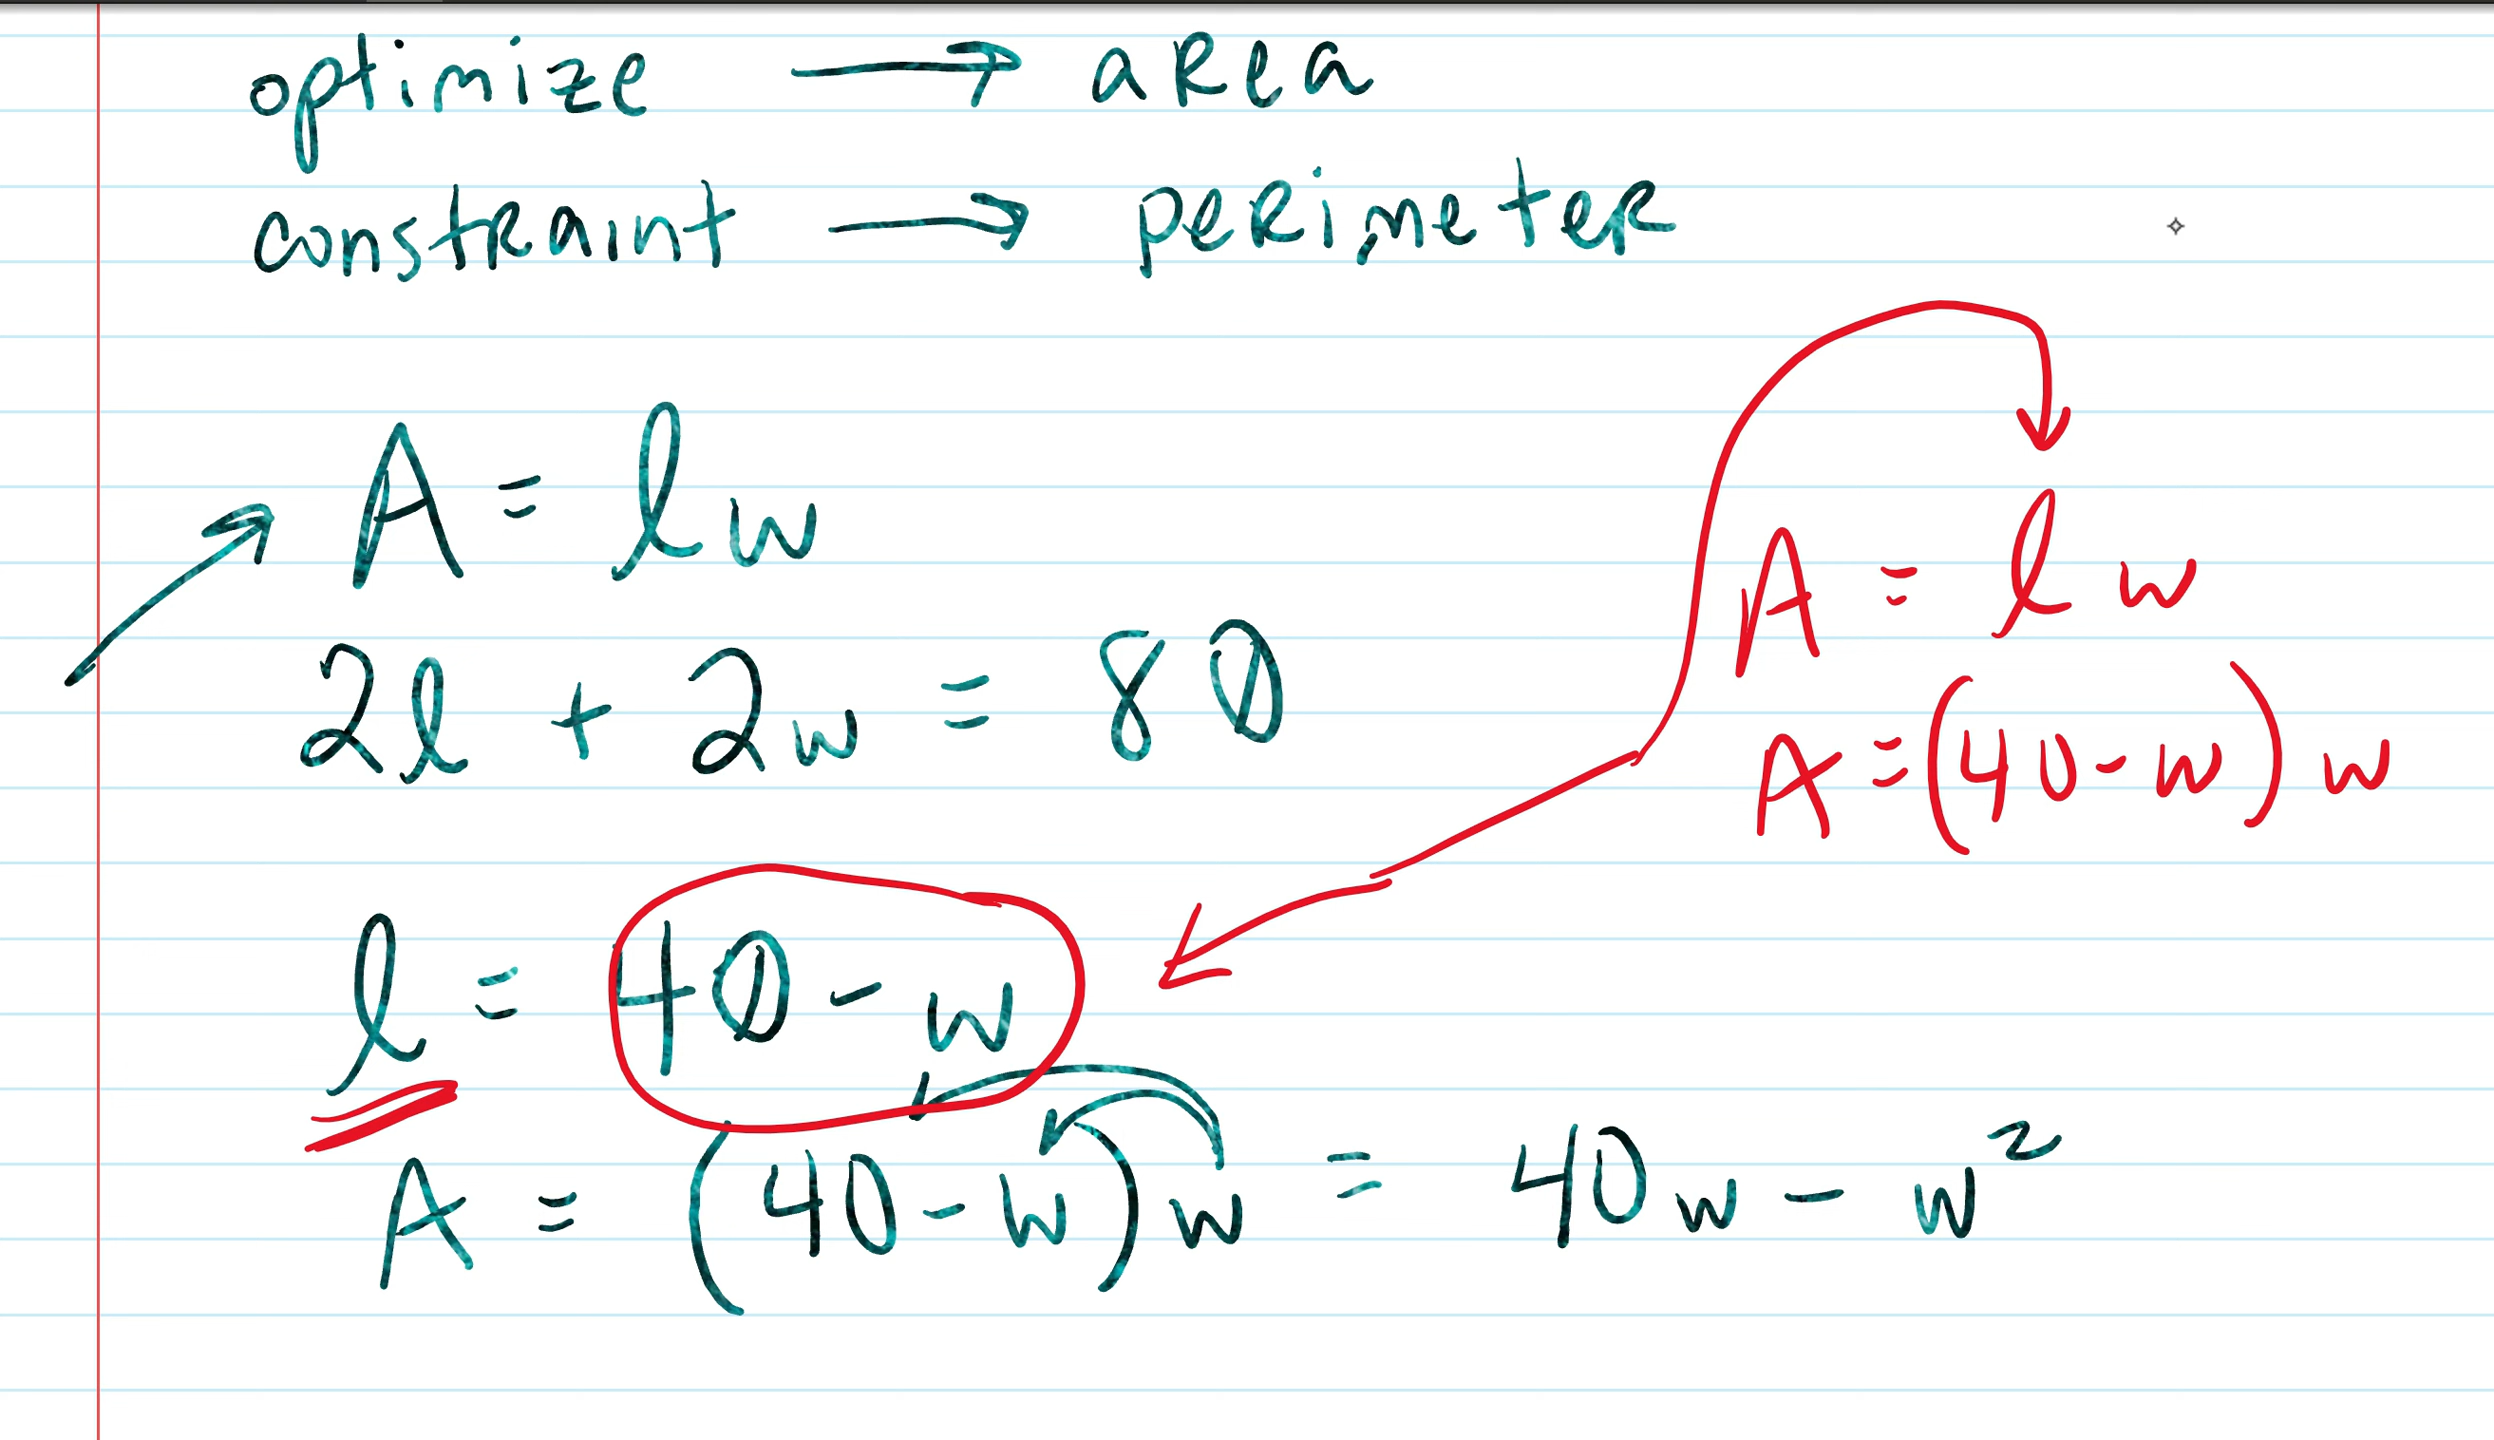 optimize → area
constraint → perimeter
A = lw
2l + 2w = 80
A = lw
A = (40-w) w
l = 40 - w
A = (40-w)w = 40w - w²